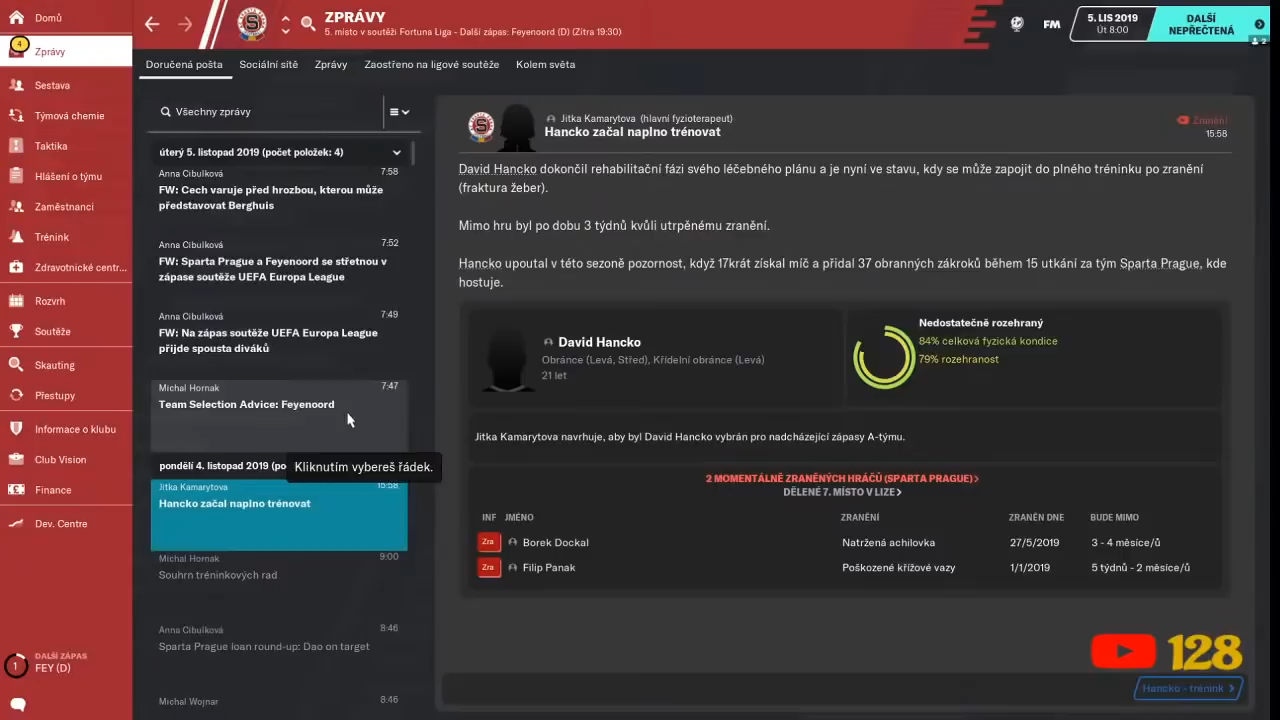 Domů
4
Zprávy
Sestava
Týmová chemie
Taktika
Hlášení o týmu
Zaměstnanci
Trénink
Zdravotnické centr...
Rozvrh
Soutěže
Skauting
Přestupy
Informace o klubu
Club Vision
Finance
Dev. Centre
1
DALŠÍ ZÁPAS
FEY (D)
ZPRÁVY
5. místo v soutěži Fortuna Liga - Další zápas: Feyenoord (D) (Zítra 19:30)
FM
5. LIS 2019
Út 8:00
DALŠÍ
NEPŘEČTENÁ
2
Doručená pošta
Sociální sítě
Zprávy
Zaostřeno na ligové soutěže
Kolem světa
Všechny zprávy
úterý 5. listopad 2019 (počet položek: 4)
Anna Cibulková 7:58
FW: Cech varuje před hrozbou, kterou může
představovat Berghuis
Anna Cibulková 7:52
FW: Sparta Prague a Feyenoord se střetnou v
zápase soutěže UEFA Europa League
Anna Cibulková 7:49
FW: Na zápas soutěže UEFA Europa League
přijde spousta diváků
Michal Hornak 7:47
Team Selection Advice: Feyenoord
pondělí 4. listopad 2019 (po
Kliknutím vybereš řádek.
Jitka Kamarytova 15:58
Hancko začal naplno trénovat
Michal Hornak 9:00
Souhrn tréninkových rad
Anna Cibulková 8:46
Sparta Prague loan round-up: Dao on target
Michal Wojnar 8:46
Jitka Kamarytova (hlavní fyzioterapeut)
Hancko začal naplno trénovat
Zranění
15:58
David Hancko dokončil rehabilitační fázi svého léčebného plánu a je nyní ve stavu, kdy se může zapojit do plného tréninku po zranění
(fraktura žeber).
Mimo hru byl po dobu 3 týdnů kvůli utrpěnému zranění.
Hancko upoutal v této sezoně pozornost, když 17krát získal míč a přidal 37 obranných zákroků během 15 utkání za tým Sparta Prague, kde
hostuje.
David Hancko
Obránce (Levá, Střed), Křídelní obránce (Levá)
21 let
Nedostatečně rozehraný
84% celková fyzická kondice
79% rozehranost
Jitka Kamarytova navrhuje, aby byl David Hancko vybrán pro nadcházející zápasy A-týmu.
2 MOMENTÁLNĚ ZRANĚNÝCH HRÁČŮ (SPARTA PRAGUE)
DĚLENÉ 7. MÍSTO V LIZE
INF JMÉNO ZRANĚNÍ ZRANĚN DNE BUDE MIMO
Zra Borek Dockal Natržená achilovka 27/5/2019 3 - 4 měsíce/ů
Zra Filip Panak Poškozené křížové vazy 1/1/2019 5 týdnů - 2 měsíce/ů
128
Hancko - trénink